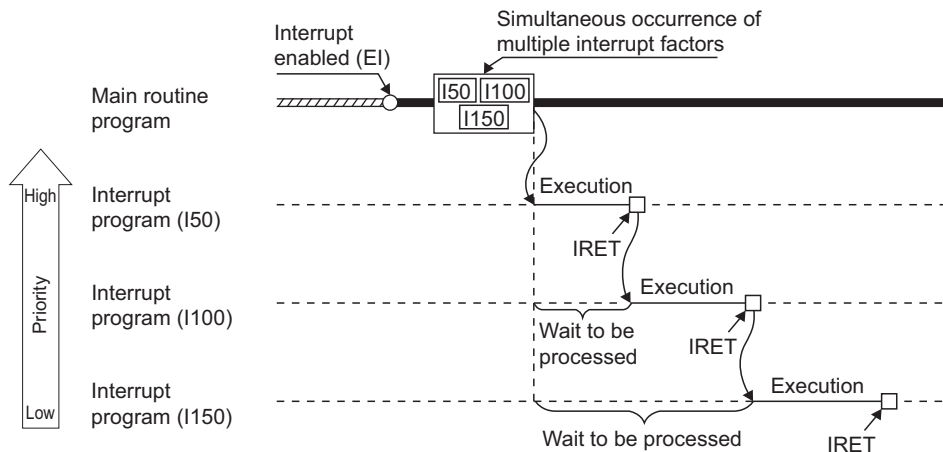 Simultaneous occurrence of
multiple interrupt factors
Interrupt
enabled (EI)
Main routine
program
I50
I100
I150
High
Priority
Low
Interrupt
program (I50)
Execution
IRET
Interrupt
program (I100)
Execution
Wait to be
processed
IRET
Interrupt
program (I150)
Execution
Wait to be processed
IRET